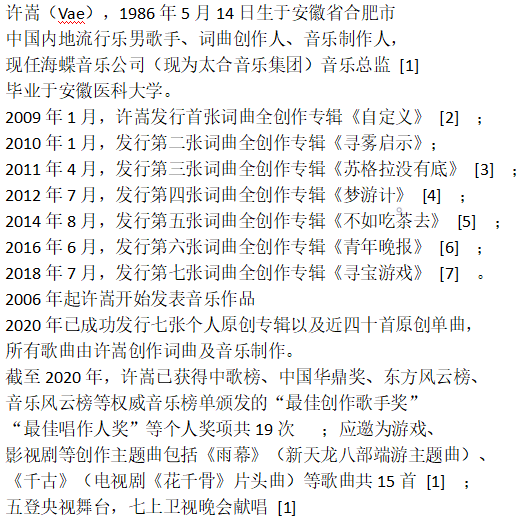 许嵩（Vae），1986 年 5 月 14 日生于安徽省合肥市
中国内地流行乐男歌手、词曲创作人、音乐制作人，
现任海蝶音乐公司（现为太合音乐集团）音乐总监 [1]
毕业于安徽医科大学。
2009 年 1 月，许嵩发行首张词曲全创作专辑《自定义》 [2] ；
2010 年 1 月，发行第二张词曲全创作专辑《寻雾启示》；
2011 年 4 月，发行第三张词曲全创作专辑《苏格拉没有底》 [3] ；
2012 年 7 月，发行第四张词曲全创作专辑《梦游计》 [4] ；
2014 年 8 月，发行第五张词曲全创作专辑《不如吃茶去》 [5] ；
2016 年 6 月，发行第六张词曲全创作专辑《青年晚报》 [6] ；
2018 年 7 月，发行第七张词曲全创作专辑《寻宝游戏》 [7] 。
2006 年起许嵩开始发表音乐作品
2020 年已成功发行七张个人原创专辑以及近四十首原创单曲，
所有歌曲由许嵩创作词曲及音乐制作。
截至 2020 年，许嵩已获得中歌榜、中国华鼎奖、东方风云榜、
音乐风云榜等权威音乐榜单颁发的“最佳创作歌手奖”
“最佳唱作人奖”等个人奖项共 19 次 ；应邀为游戏、
影视剧等创作主题曲包括《雨幕》（新天龙八部端游主题曲）、
《千古》（电视剧《花千骨》片头曲）等歌曲共 15 首 [1] ；
五登央视舞台，七上卫视晚会献唱 [1]